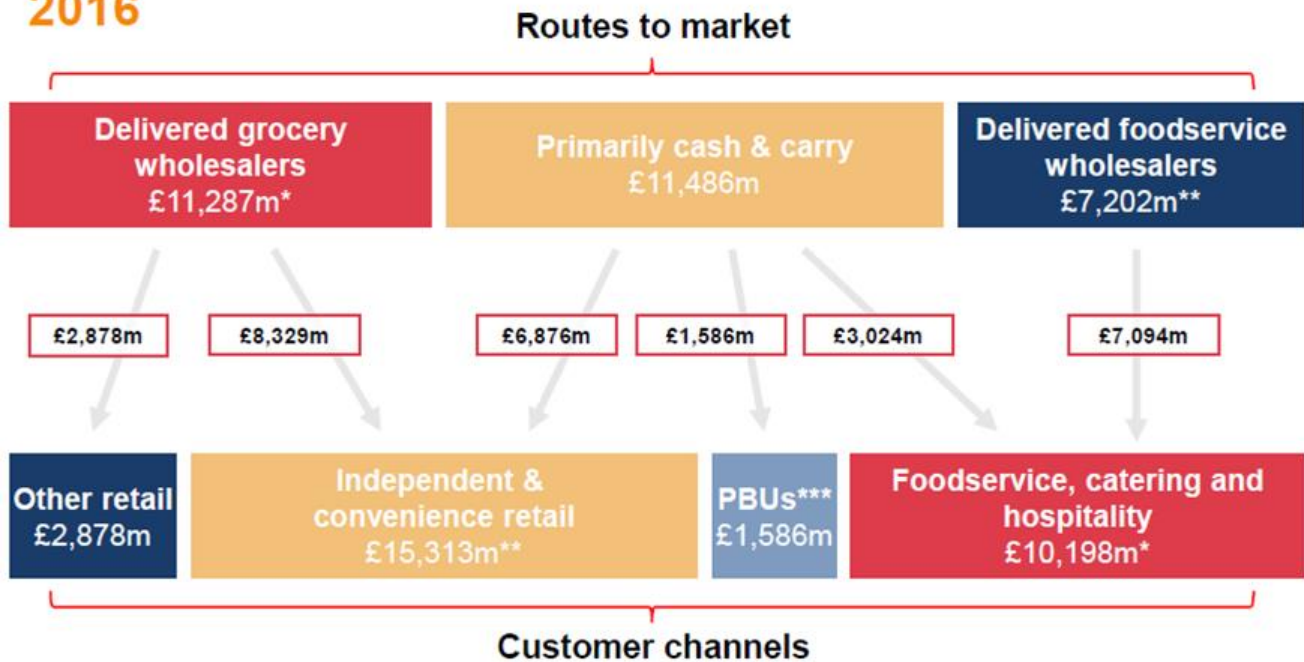 2016
Routes to market
Delivered grocery
wholesalers
£11,287m*
Primarily cash & carry
£11,486m
Delivered foodservice
wholesalers
£7,202m**
£2,878m
£8,329m
£6,876m
£1,586m
£3,024m
£7,094m
Other retail
£2,878m
Independent &
convenience retail
£15,313m**
PBUs***
£1,586m
Foodservice, catering and
hospitality
£10,198m*
Customer channels